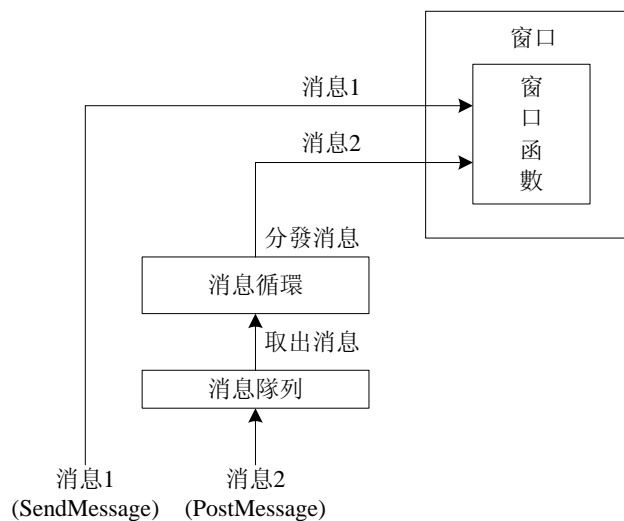 窗口
消息1
窗
口
函
數
消息2
分發消息
消息循環
取出消息
消息隊列
消息1
(SendMessage)
消息2
(PostMessage)